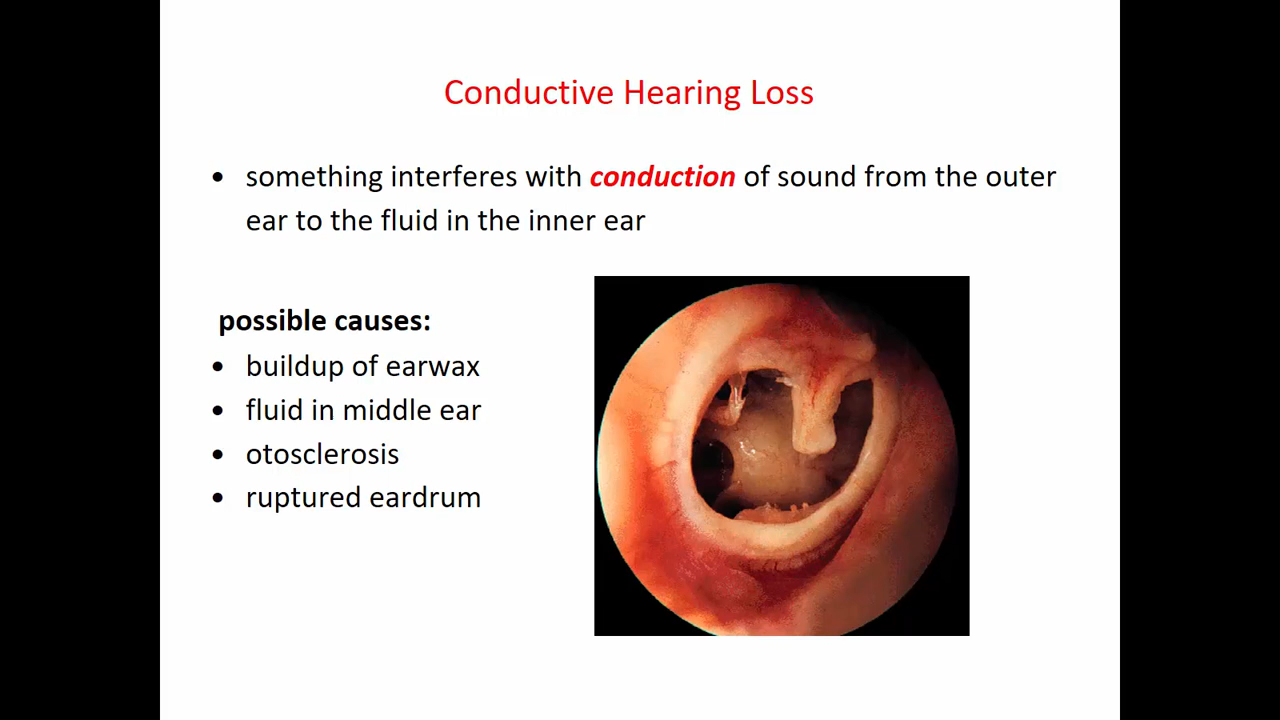 Conductive Hearing Loss
• something interferes with conduction of sound from the outer
ear to the fluid in the inner ear
possible causes:
• buildup of earwax
• fluid in middle ear
• otosclerosis
• ruptured eardrum